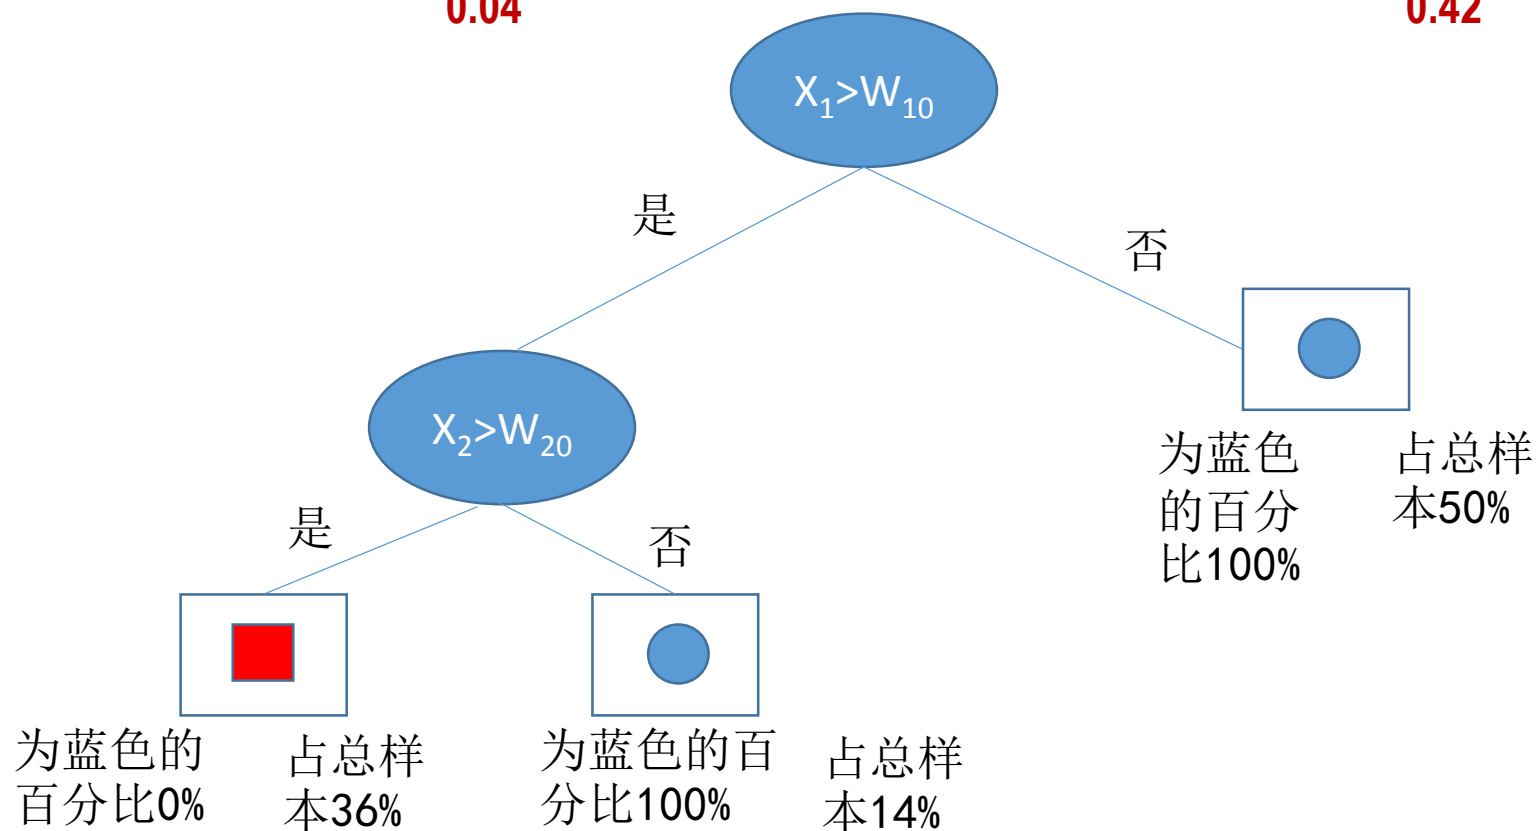 0.04
0.42
X₁>W₁₀
是
否
X₂>W₂₀
为蓝色
的百分
比100%
占总样
本50%
是
否
为蓝色的
百分比0%
占总样
本36%
为蓝色的百
分比100%
占总样
本14%